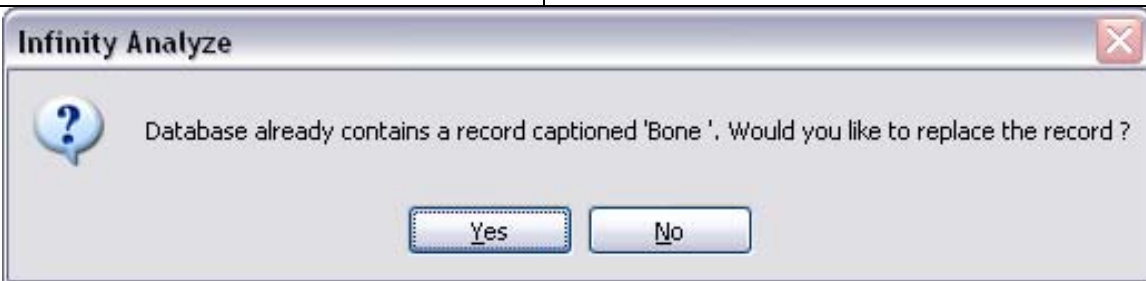 Infinity Analyze
Database already contains a record captioned 'Bone '. Would you like to replace the record ?
Yes
No